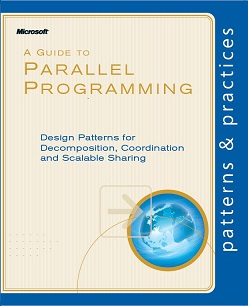 Microsoft
A GUIDE TO
PARALLEL
PROGRAMMING
Design Patterns for
Decomposition, Coordination
and Scalable Sharing
patterns & practices